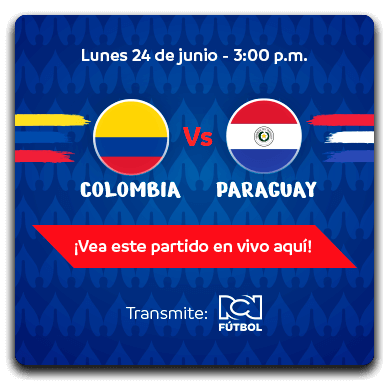 Lunes 24 de junio - 3:00 p.m.
Vs
COLOMBIA PARAGUAY
¡Vea este partido en vivo aquí!
Transmite: RCN
FÚTBOL